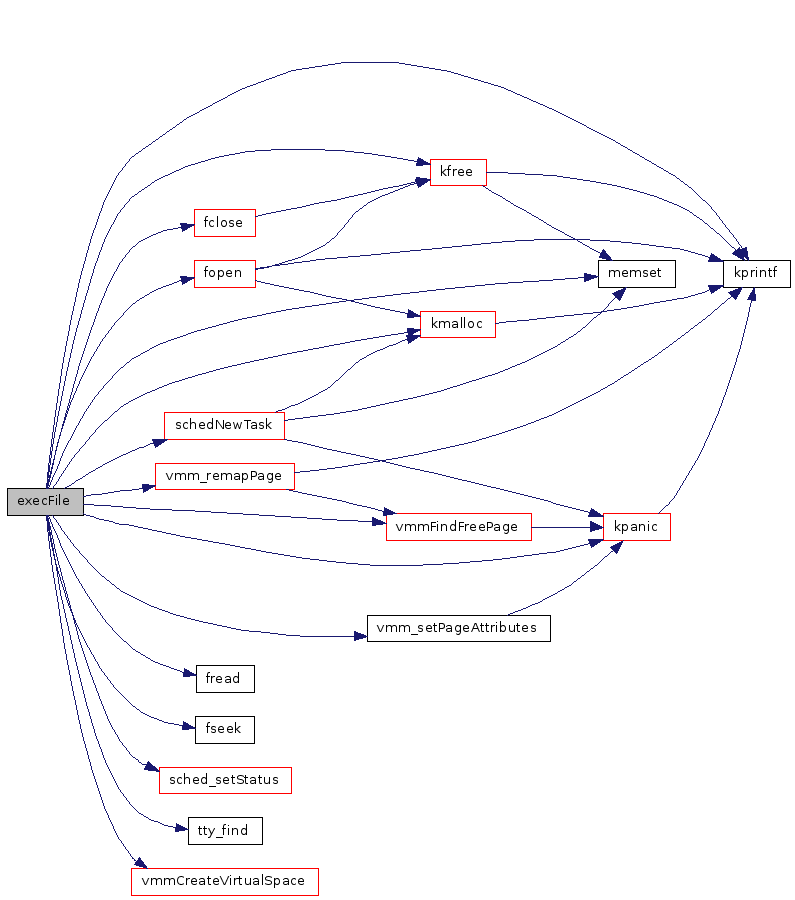 kfree
fclose
fopen
memset
kprintf
kmalloc
schedNewTask
vmm_remapPage
execFile
vmmFindFreePage
kpanic
vmm_setPageAttributes
fread
fseek
sched_setStatus
tty_find
vmmCreateVirtualSpace